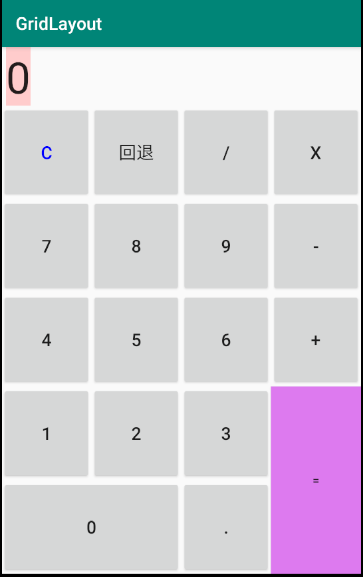 GridLayout
0
C 回退 / X
7 8 9 -
4 5 6 +
1 2 3
=
0 .